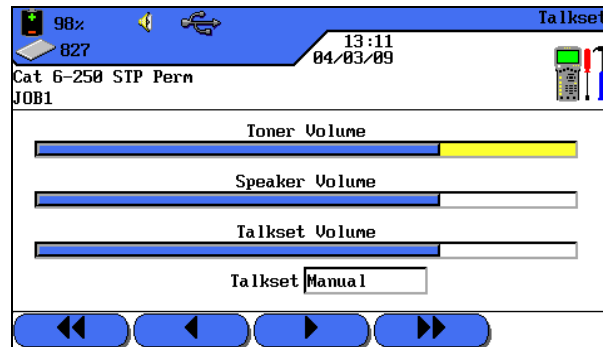 98% Talkset
827 13:11
04/03/09
Cat 6-250 STP Perm
JOB1
Toner Volume
Speaker Volume
Talkset Volume
Talkset Manual